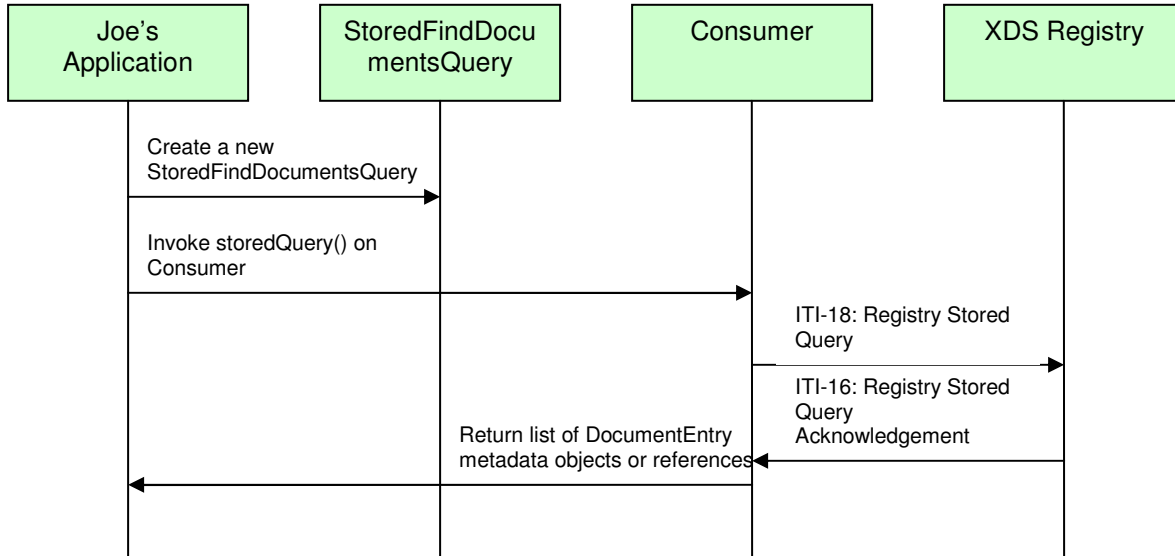 Joe's
Application
StoredFindDocu
mentsQuery
Consumer
XDS Registry
Create a new
StoredFindDocumentsQuery
Invoke storedQuery() on
Consumer
ITI-18: Registry Stored
Query
ITI-16: Registry Stored
Query
Acknowledgement
Return list of DocumentEntry
metadata objects or references